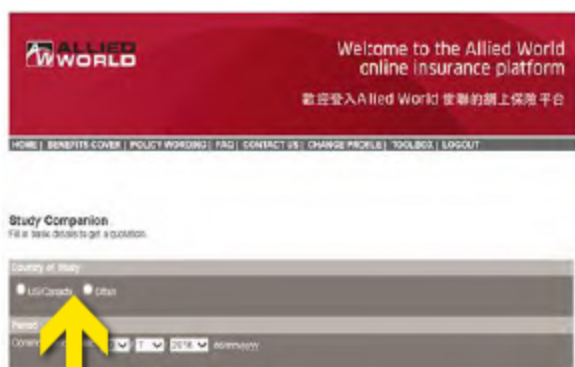 ALLIED
WORLD
Welcome to the Allied World
online insurance platform
歡迎登入Allied World 世聯的網上保險平台
HOME | BENEFITS COVER | POLICY WORDING | FAQ | CONTACT US | CHANGE PROFILE | TOOLBOX | LOGOUT
Study Companion
Fill in basic details to get a quotation.
Country of Study
US/Canada Other
Period
7 2016